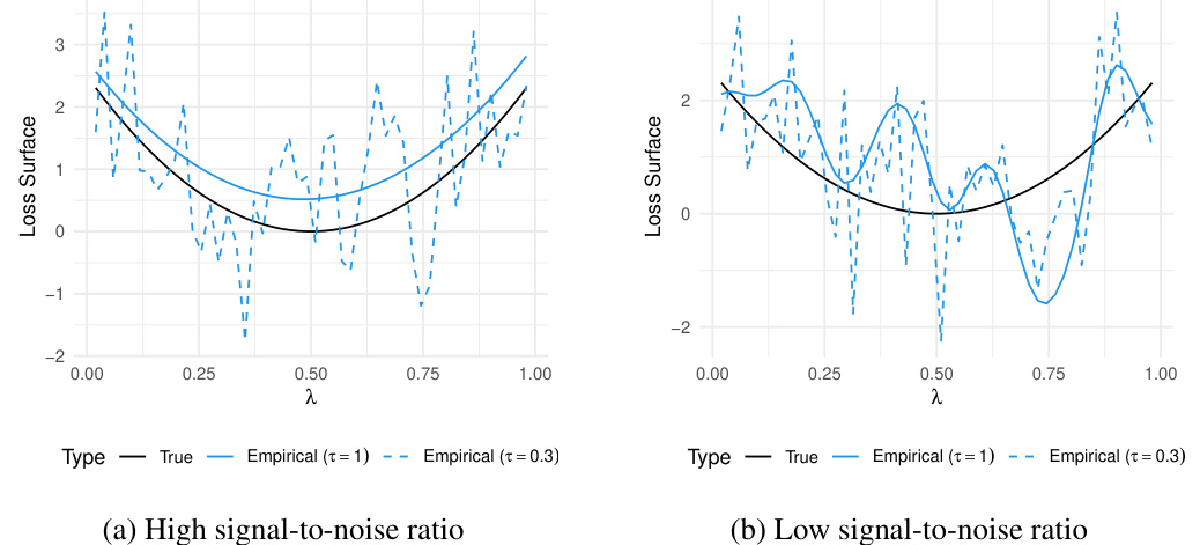 3
2
1
0
−1
−2
Loss Surface
0.00 0.25 0.50 0.75 1.00
λ
Type True Empirical (τ = 1) Empirical (τ = 0.3)
(a) High signal-to-noise ratio
2
0
−2
Loss Surface
0.00 0.25 0.50 0.75 1.00
λ
Type True Empirical (τ = 1) Empirical (τ = 0.3)
(b) Low signal-to-noise ratio